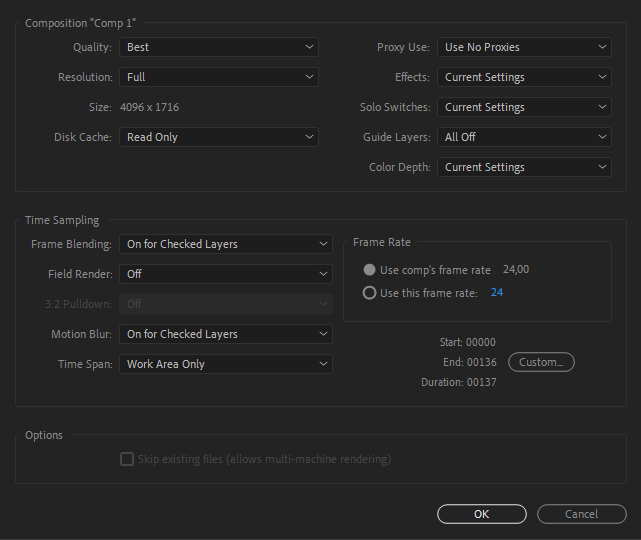 Composition "Comp 1"
Quality: Best
Proxy Use: Use No Proxies
Resolution: Full
Effects: Current Settings
Size: 4096 x 1716
Solo Switches: Current Settings
Disk Cache: Read Only
Guide Layers: All Off
Color Depth: Current Settings
Time Sampling
Frame Blending: On for Checked Layers
Field Render: Off
3:2 Pulldown: Off
Motion Blur: On for Checked Layers
Time Span: Work Area Only
Frame Rate
Use comp's frame rate 24,00
Use this frame rate: 24
Start: 00000
End: 00136 Custom...
Duration: 00137
Options
Skip existing files (allows multi-machine rendering)
OK Cancel